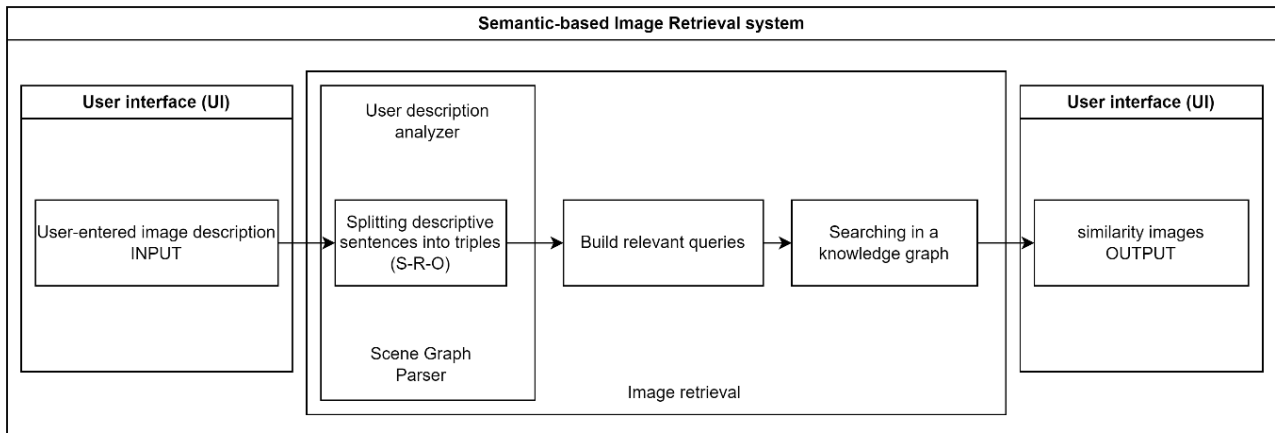 Semantic-based Image Retrieval system
User interface (UI)
User-entered image description
INPUT
User description
analyzer
Splitting descriptive
sentences into triples
(S-R-O)
Scene Graph
Parser
Build relevant queries
Searching in a
knowledge graph
Image retrieval
User interface (UI)
similarity images
OUTPUT